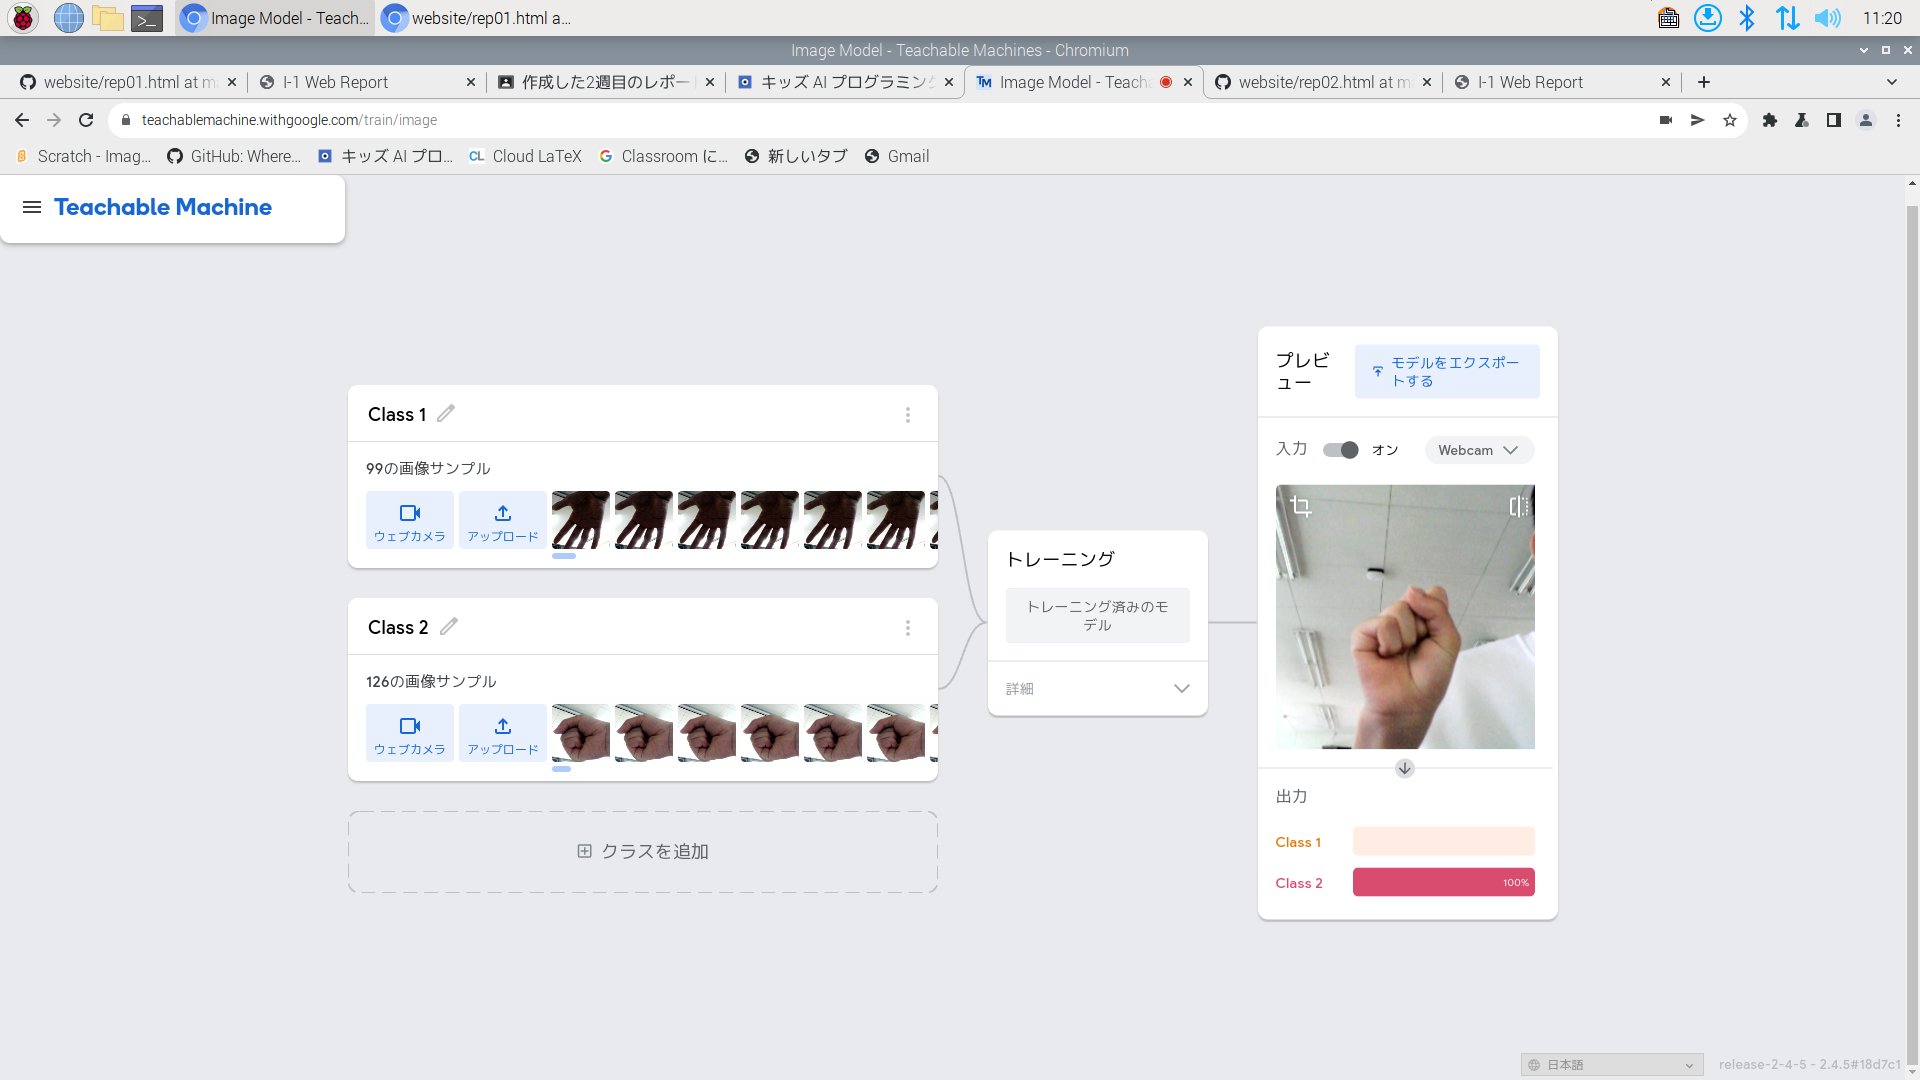 Image Model - Teach...
website/rep01.html a...
11:20
Image Model - Teachable Machines - Chromium
website/rep01.html at m
I-1 Web Report
作成した2週目のレポー
キッズ AI プログラミン
Image Model - Teach
website/rep02.html at m
I-1 Web Report
teachablemachine.withgoogle.com/train/image
Scratch - Imag...
GitHub: Where...
キッズ AI プロ...
CL Cloud LaTeX
Classroom に...
新しいタブ
Gmail
Teachable Machine
プレビ
ュー
モデルをエクスポー
トする
Class 1
99の画像サンプル
ウェブカメラ
アップロード
入力
オン
Webcam
トレーニング
トレーニング済みのモ
デル
詳細
Class 2
126の画像サンプル
ウェブカメラ
アップロード
クラスを追加
出力
Class 1
Class 2
100%
日本語
release-2-4-5 - 2.4.5#18d7c1